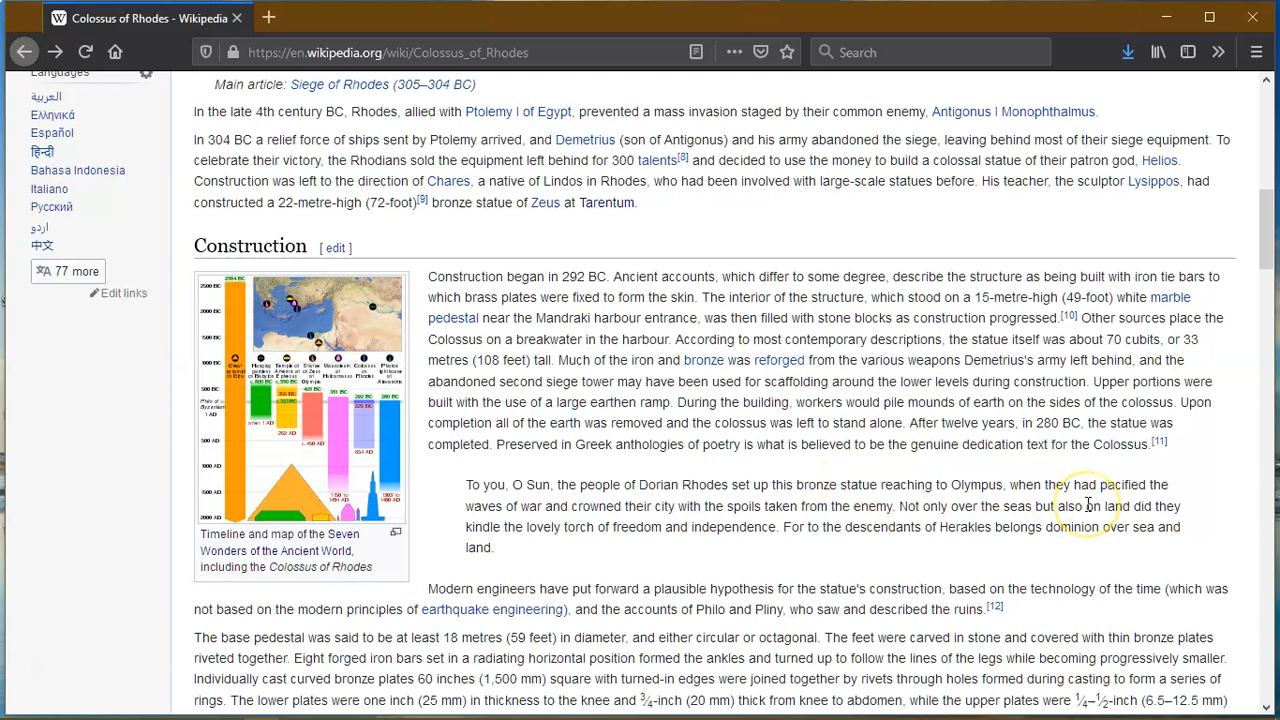 Colossus of Rhodes - Wikipedia
https://en.wikipedia.org/wiki/Colossus_of_Rhodes
Search
Languages
العربية
Ελληνικά
Español
हिन्दी
Bahasa Indonesia
Italiano
Русский
اردو
中文
77 more
Edit links
Main article: Siege of Rhodes (305–304 BC)
In the late 4th century BC, Rhodes, allied with Ptolemy I of Egypt, prevented a mass invasion staged by their common enemy, Antigonus I Monophthalmus.
In 304 BC a relief force of ships sent by Ptolemy arrived, and Demetrius (son of Antigonus) and his army abandoned the siege, leaving behind most of their siege equipment. To
celebrate their victory, the Rhodians sold the equipment left behind for 300 talents[8] and decided to use the money to build a colossal statue of their patron god, Helios.
Construction was left to the direction of Chares, a native of Lindos in Rhodes, who had been involved with large-scale statues before. His teacher, the sculptor Lysippos, had
constructed a 22-metre-high (72-foot)[9] bronze statue of Zeus at Tarentum.
Construction [ edit ]
2584 BC
2500 BC
2000 BC
1500 BC
1000 BC
500 BC
1 AD
500 AD
1000 AD
1500 AD
2000 AD
Timeline and map of the Seven
Wonders of the Ancient World,
including the Colossus of Rhodes
Construction began in 292 BC. Ancient accounts, which differ to some degree, describe the structure as being built with iron tie bars to
which brass plates were fixed to form the skin. The interior of the structure, which stood on a 15-metre-high (49-foot) white marble
pedestal near the Mandraki harbour entrance, was then filled with stone blocks as construction progressed.[10] Other sources place the
Colossus on a breakwater in the harbour. According to most contemporary descriptions, the statue itself was about 70 cubits, or 33
metres (108 feet) tall. Much of the iron and bronze was reforged from the various weapons Demetrius's army left behind, and the
abandoned second siege tower may have been used for scaffolding around the lower levels during construction. Upper portions were
built with the use of a large earthen ramp. During the building, workers would pile mounds of earth on the sides of the colossus. Upon
completion all of the earth was removed and the colossus was left to stand alone. After twelve years, in 280 BC, the statue was
completed. Preserved in Greek anthologies of poetry is what is believed to be the genuine dedication text for the Colossus.[11]
To you, O Sun, the people of Dorian Rhodes set up this bronze statue reaching to Olympus, when they had pacified the
waves of war and crowned their city with the spoils taken from the enemy. Not only over the seas but also on land did they
kindle the lovely torch of freedom and independence. For to the descendants of Herakles belongs dominion over sea and
land.
Modern engineers have put forward a plausible hypothesis for the statue's construction, based on the technology of the time (which was
not based on the modern principles of earthquake engineering), and the accounts of Philo and Pliny, who saw and described the ruins.[12]
The base pedestal was said to be at least 18 metres (59 feet) in diameter, and either circular or octagonal. The feet were carved in stone and covered with thin bronze plates
riveted together. Eight forged iron bars set in a radiating horizontal position formed the ankles and turned up to follow the lines of the legs while becoming progressively smaller.
Individually cast curved bronze plates 60 inches (1,500 mm) square with turned-in edges were joined together by rivets through holes formed during casting to form a series of
rings. The lower plates were one inch (25 mm) in thickness to the knee and 3⁄4-inch (20 mm) thick from knee to abdomen, while the upper plates were 1⁄4–1⁄2-inch (6.5–12.5 mm)